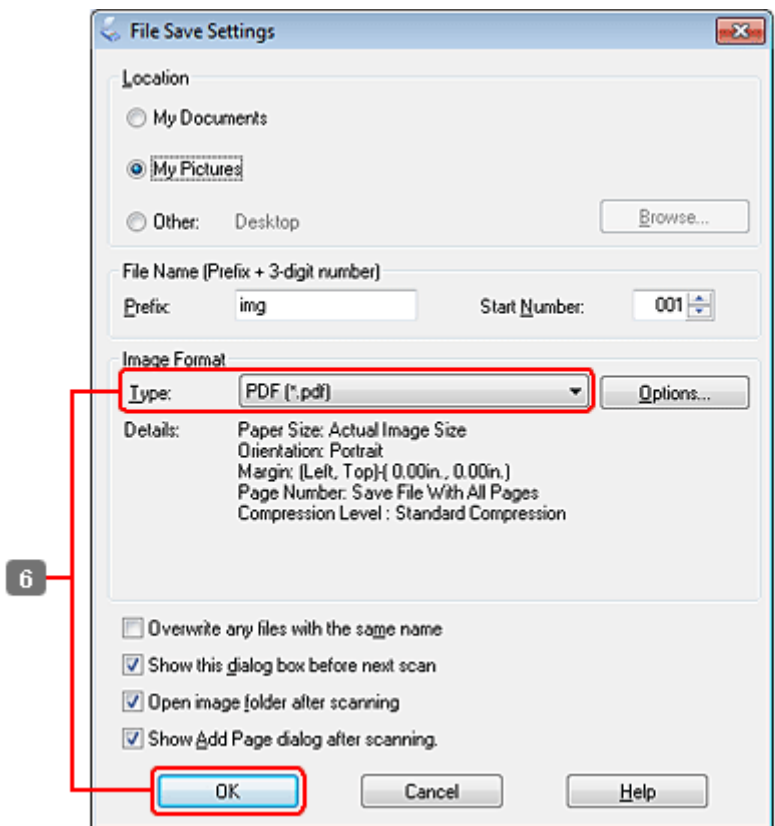 File Save Settings
Location
My Documents
My Pictures
Other: Desktop Browse...
File Name (Prefix + 3-digit number)
Prefix: img Start Number: 001
Image Format
Type: PDF (*.pdf) Options...
Details: Paper Size: Actual Image Size
Orientation: Portrait
Margin: (Left, Top)-( 0.00in., 0.00in.)
Page Number: Save File With All Pages
Compression Level : Standard Compression
6
Overwrite any files with the same name
Show this dialog box before next scan
Open image folder after scanning
Show Add Page dialog after scanning.
OK Cancel Help